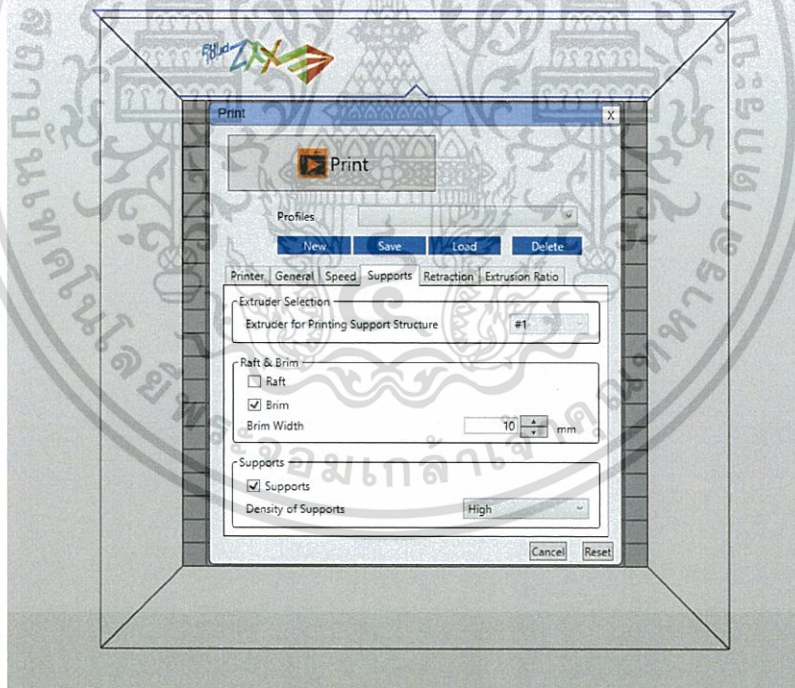 XYZ
Print X
Print
Profiles
New Save Load Delete
Printer General Speed Supports Retraction Extrusion Ratio
Extruder Selection
Extruder for Printing Support Structure #1
Raft & Brim
Raft
Brim
Brim Width 10 mm
Supports
Supports
Density of Supports High
Cancel Reset